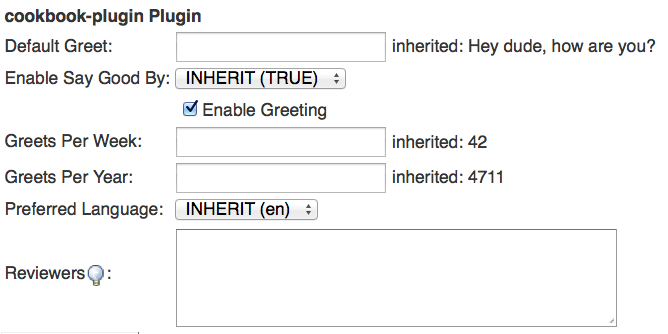 cookbook-plugin Plugin
Default Greet: inherited: Hey dude, how are you?
Enable Say Good By: INHERIT (TRUE)
Enable Greeting
Greets Per Week: inherited: 42
Greets Per Year: inherited: 4711
Preferred Language: INHERIT (en)
Reviewers: